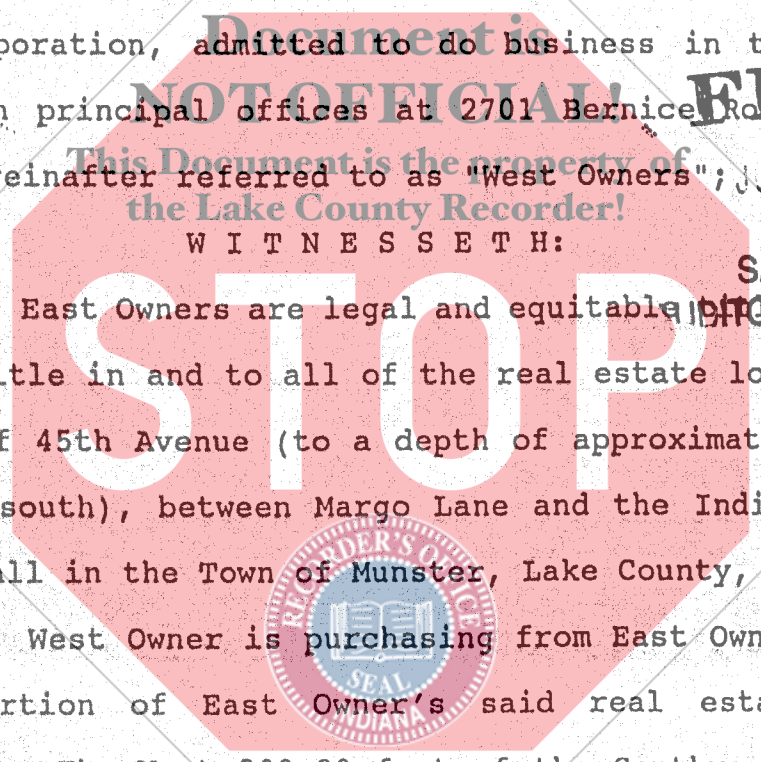 Document is
poration, admitted to do business in t
NOT OFFICIAL!
principal offices at 2701 Bernice Ro
This Document is the property of
einafter referred to as "West Owners";
the Lake County Recorder!
W I T N E S S E T H:
East Owners are legal and equitable
STOP
tle in and to all of the real estate lo
f 45th Avenue (to a depth of approximat
south), between Margo Lane and the Indi
all in the Town of Munster, Lake County,
West Owner is purchasing from East Own
rtion of East Owner's said real esta
RECORDER'S OFFICE
SEAL
INDIANA